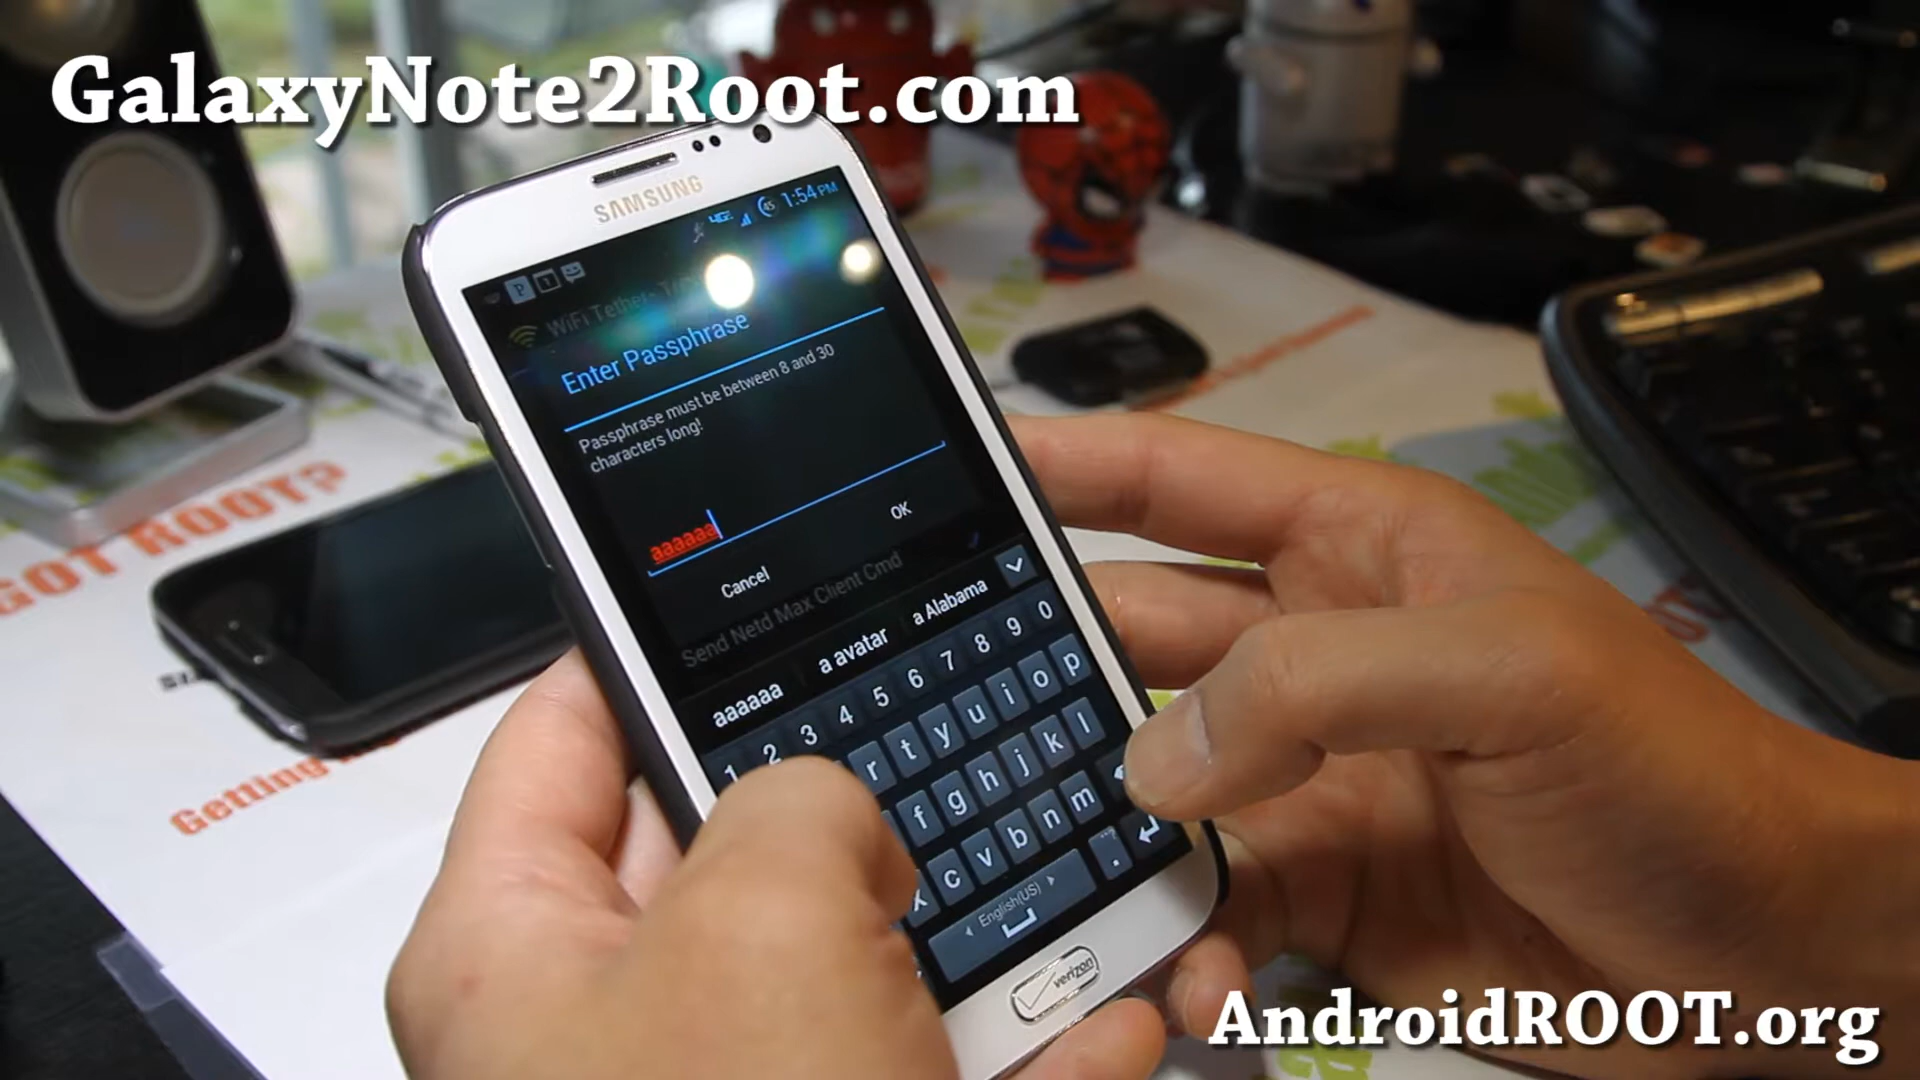 GalaxyNote2Root.com
SAMSUNG
4G
45
1:54 PM
WiFi Tether
Enter Passphrase
Passphrase must be between 8 and 30
characters long!
aaaaaa
Cancel
OK
Send Netd Max Client Cmd
aaaaaa
a avatar
a Alabama
1 2 3 4 5 6 7 8 9 0
r t y u i o p
f g h j k l
x c v b n m
English(US)
verizon
GOT ROOT?
Getting
AndroidROOT.org